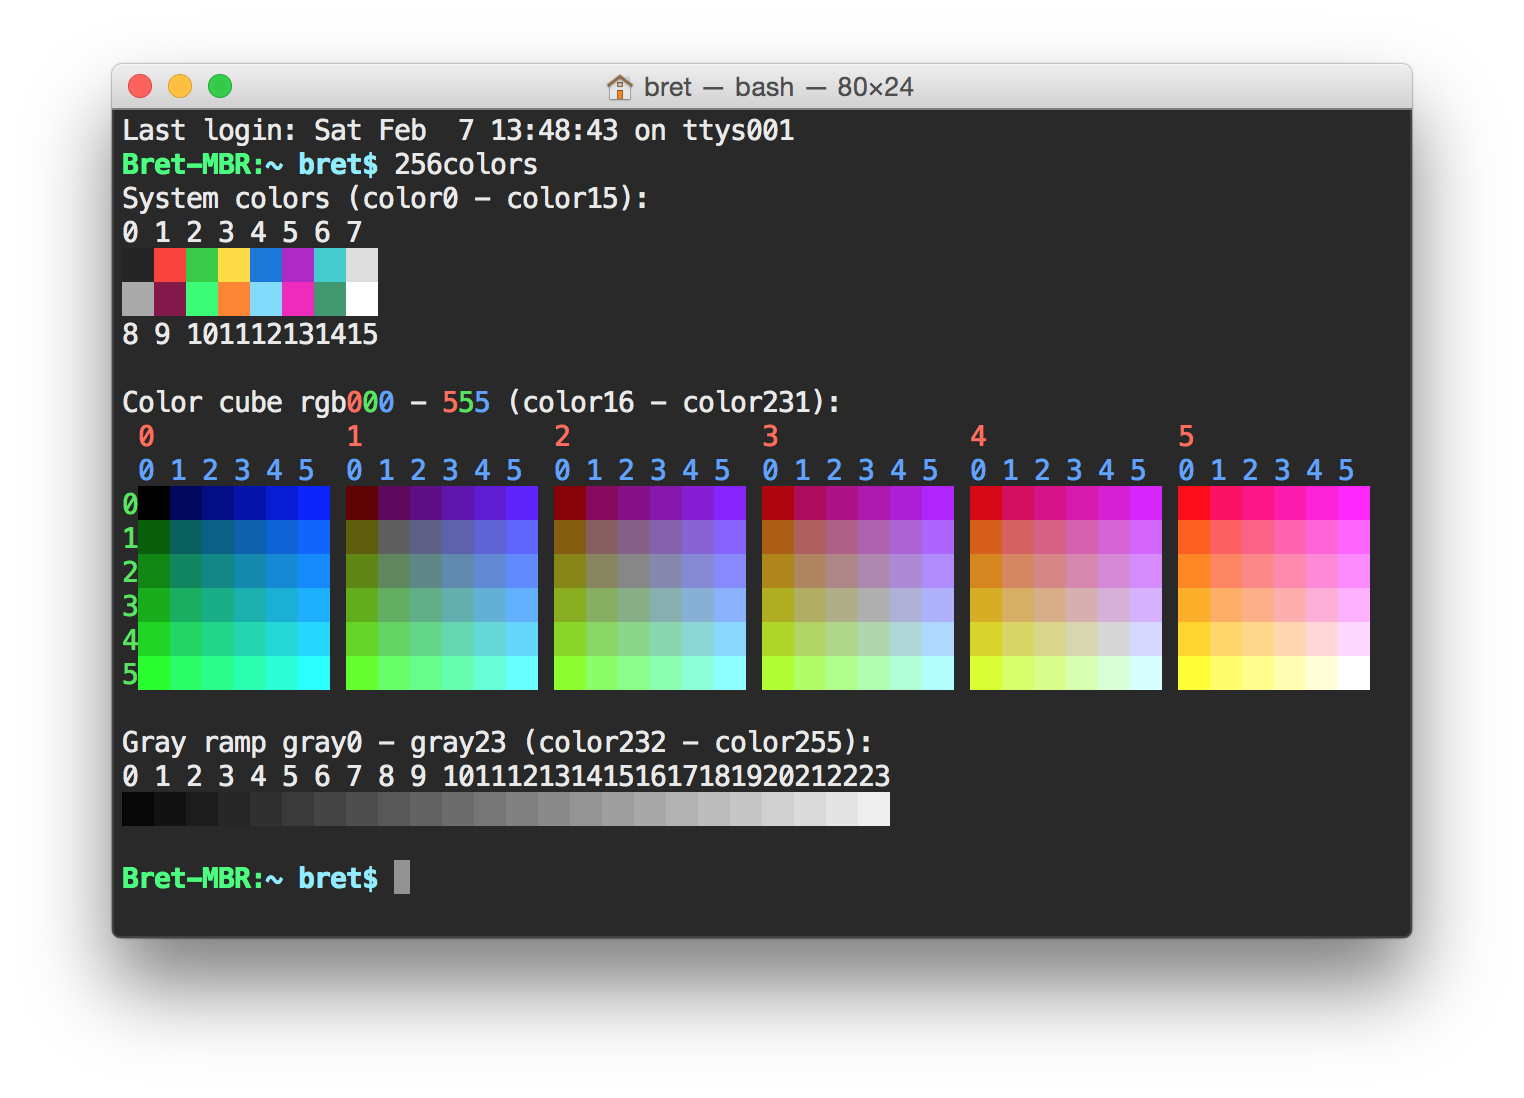 bret — bash — 80×24
Last login: Sat Feb  7 13:48:43 on ttys001
Bret-MBR:~ bret$ 256colors
System colors (color0 - color15):
0 1 2 3 4 5 6 7
8 9 101112131415
Color cube rgb000 - 555 (color16 - color231):
0 1 2 3 4 5
0 1 2 3 4 5 0 1 2 3 4 5 0 1 2 3 4 5 0 1 2 3 4 5 0 1 2 3 4 5 0 1 2 3 4 5
0
1
2
3
4
5
Gray ramp gray0 - gray23 (color232 - color255):
0 1 2 3 4 5 6 7 8 9 1011121314151617181920212223
Bret-MBR:~ bret$